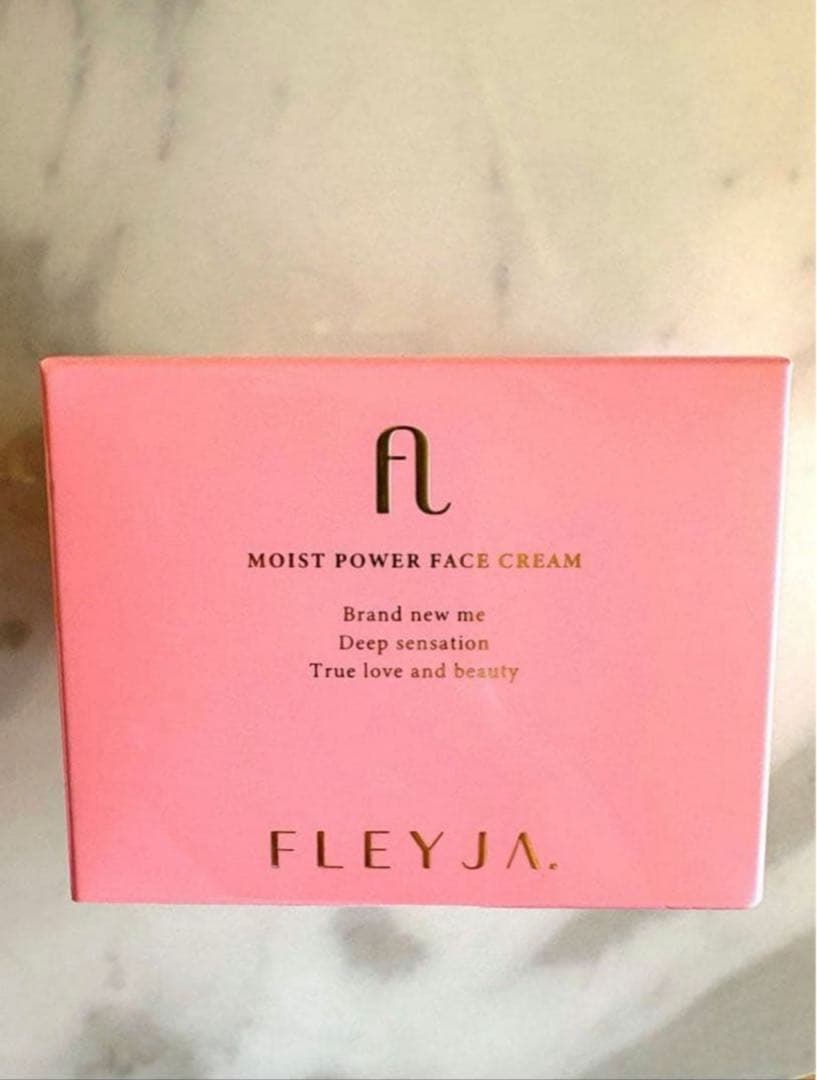 fl
MOIST POWER FACE CREAM
Brand new me
Deep sensation
True love and beauty
FLEYJA.